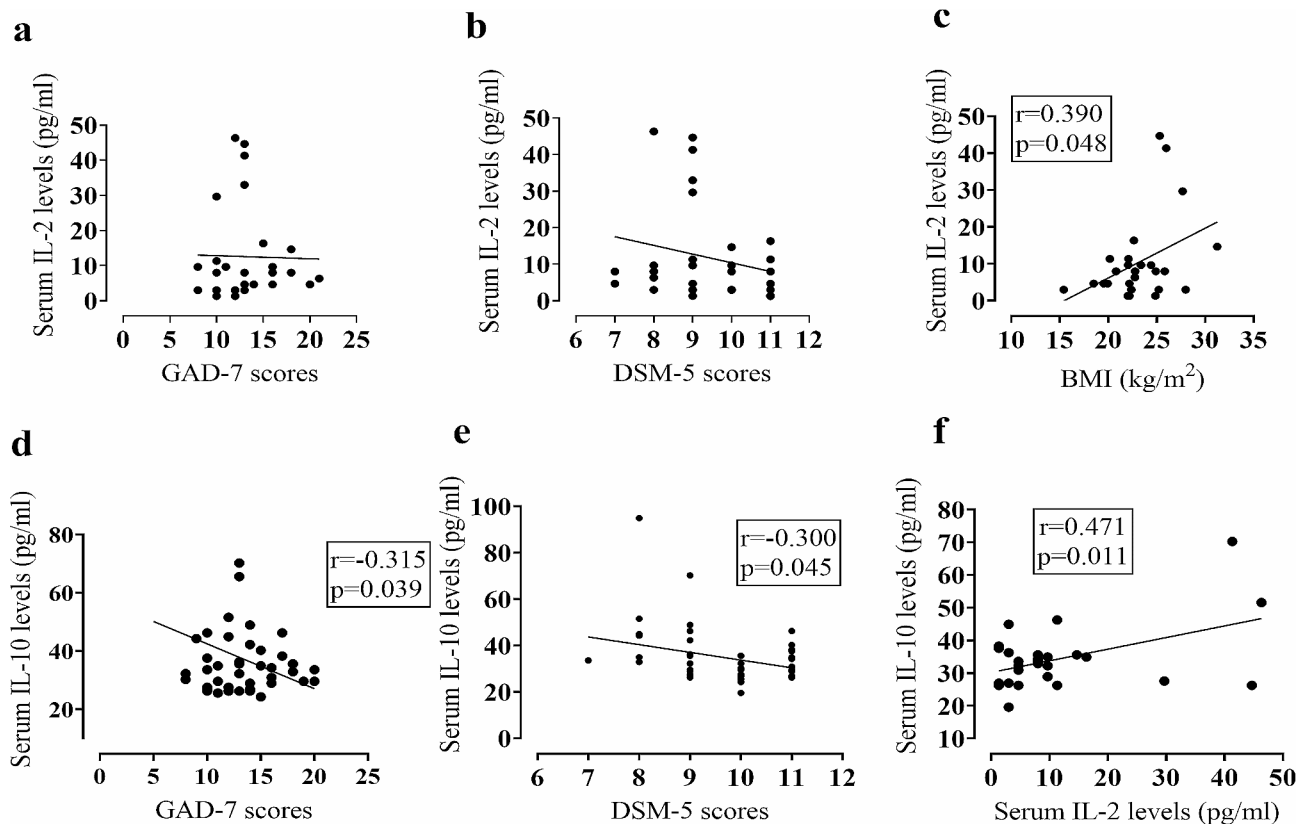 a
Serum IL-2 levels (pg/ml)
50
40
30
20
10
0
0 5 10 15 20 25
GAD-7 scores
b
Serum IL-2 levels (pg/ml)
50
40
30
20
10
0
6 7 8 9 10 11 12
DSM-5 scores
c
r=0.390
p=0.048
Serum IL-2 levels (pg/ml)
50
40
30
20
10
0
10 15 20 25 30 35
BMI (kg/m²)
d
r=-0.315
p=0.039
Serum IL-10 levels (pg/ml)
80
60
40
20
0 5 10 15 20 25
GAD-7 scores
e
r=-0.300
p=0.045
Serum IL-10 levels (pg/ml)
100
80
60
40
20
0
6 7 8 9 10 11 12
DSM-5 scores
f
r=0.471
p=0.011
Serum IL-10 levels (pg/ml)
80
70
60
50
40
30
20
10
0 10 20 30 40 50
Serum IL-2 levels (pg/ml)